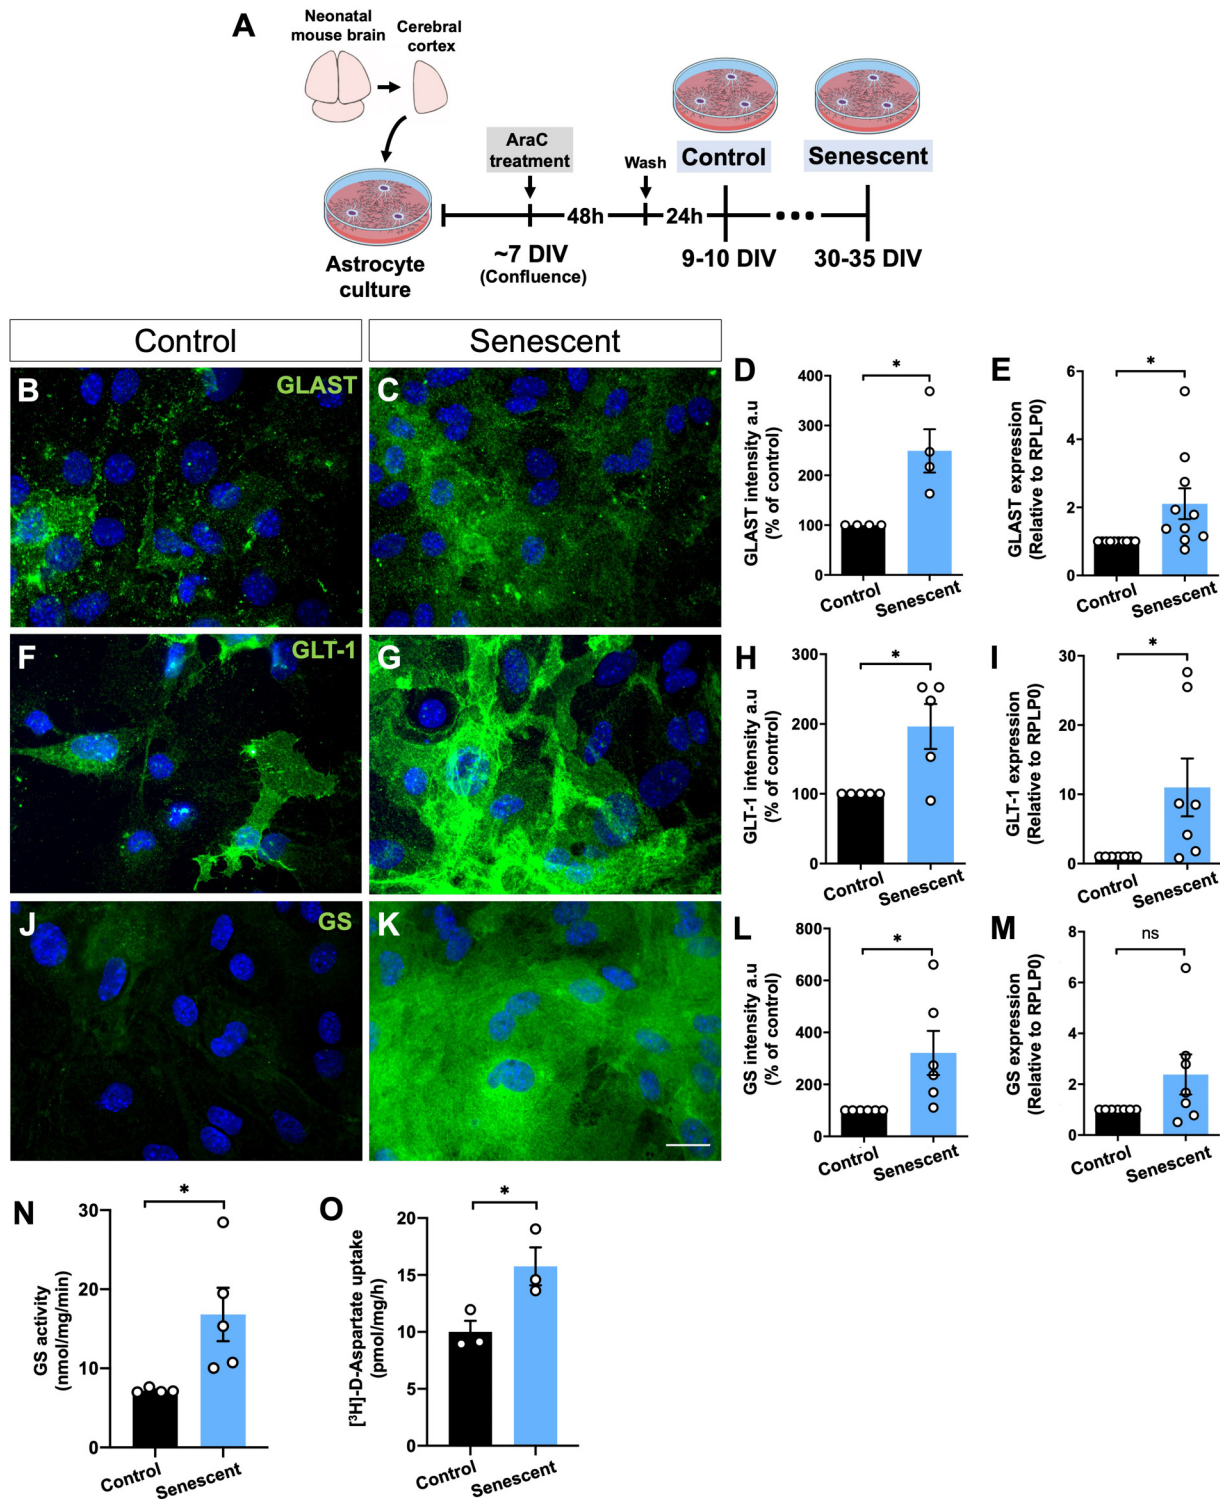 A
Neonatal
mouse brain
Cerebral
cortex
AraC
treatment
Wash
Control
Senescent
48h
24h
Astrocyte
culture
~7 DIV
(Confluence)
9-10 DIV
30-35 DIV
Control
Senescent
B
GLAST
C
D
*
GLAST intensity a.u
(% of control)
400
300
200
100
0
Control
Senescent
E
*
GLAST expression
(Relative to RPLP0)
6
4
2
0
Control
Senescent
F
GLT-1
G
H
*
GLT-1 intensity a.u
(% of control)
300
200
100
0
Control
Senescent
I
*
GLT-1 expression
(Relative to RPLP0)
30
20
10
0
Control
Senescent
J
GS
K
L
*
GS intensity a.u
(% of control)
800
600
400
200
0
Control
Senescent
M
ns
GS expression
(Relative to RPLP0)
8
6
4
2
0
Control
Senescent
N
*
GS activity
(nmol/mg/min)
30
20
10
0
Control
Senescent
O
*
[³H]-D-Aspartate uptake
(pmol/mg/h)
20
15
10
5
0
Control
Senescent